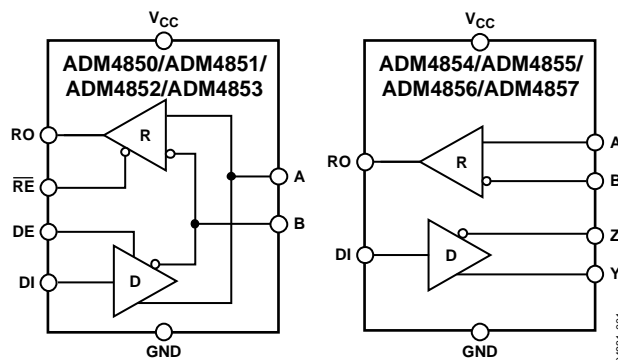 VCC
ADM4850/ADM4851/
ADM4852/ADM4853
RO
R
RE
A
B
DE
DI
D
GND
VCC
ADM4854/ADM4855/
ADM4856/ADM4857
A
RO
R
B
Z
DI
D
Y
GND